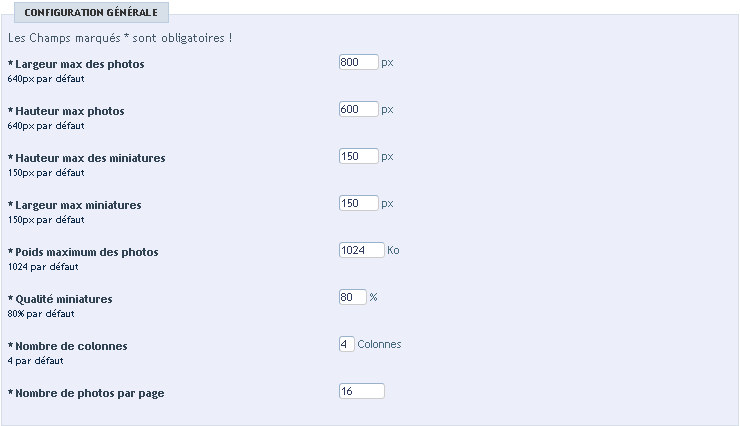 CONFIGURATION GÉNÉRALE
Les Champs marqués * sont obligatoires !
* Largeur max des photos 800 px
640px par défaut
* Hauteur max photos 600 px
640px par défaut
* Hauteur max des miniatures 150 px
150px par défaut
* Largeur max miniatures 150 px
150px par défaut
* Poids maximum des photos 1024 Ko
1024 par défaut
* Qualité miniatures 80 %
80% par défaut
* Nombre de colonnes 4 Colonnes
4 par défaut
* Nombre de photos par page 16